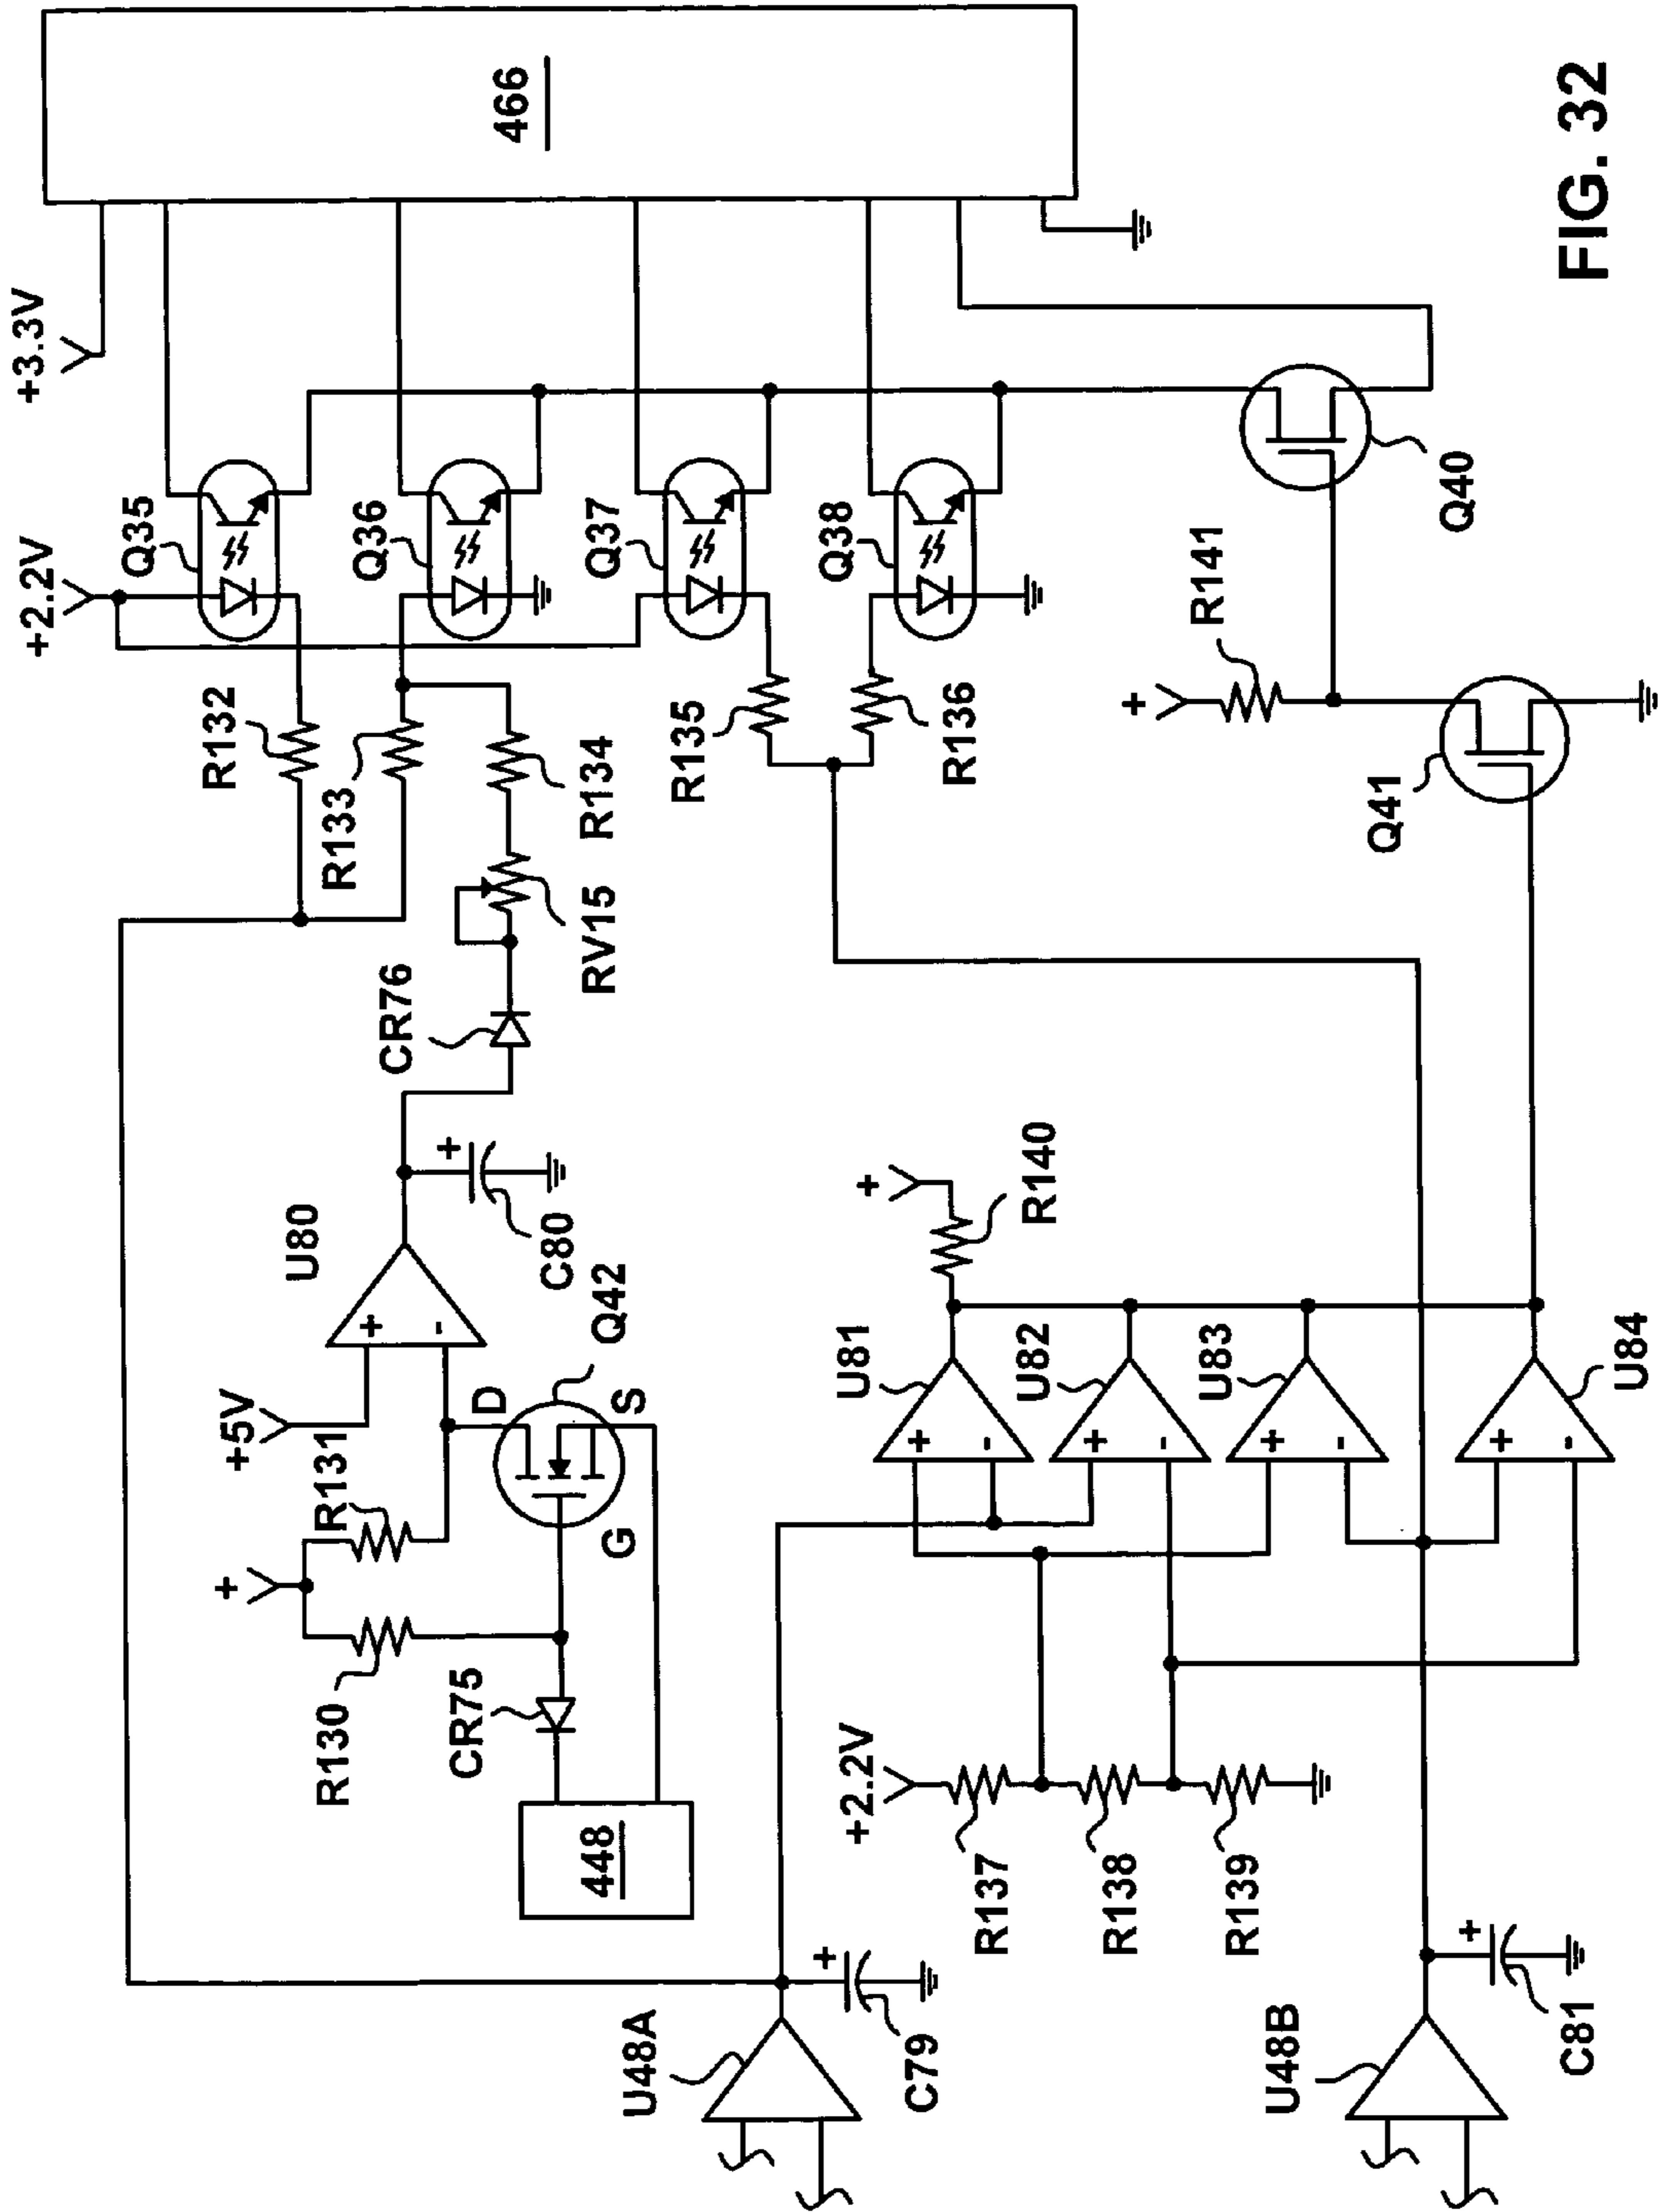 +3.3V
466
+2.2V
Q35
Q36
Q37
Q38
R132
R133
R134
RV15
CR76
R135
R136
R141
+
Q40
Q41
+5V
U80
+
-
+
C80
Q42
D
S
G
+
R131
R130
CR75
448
+
R140
U81
+
-
U82
+
-
U83
+
-
U84
+
-
+2.2V
R137
R138
R139
U48A
+
C79
U48B
+
C81
FIG. 32